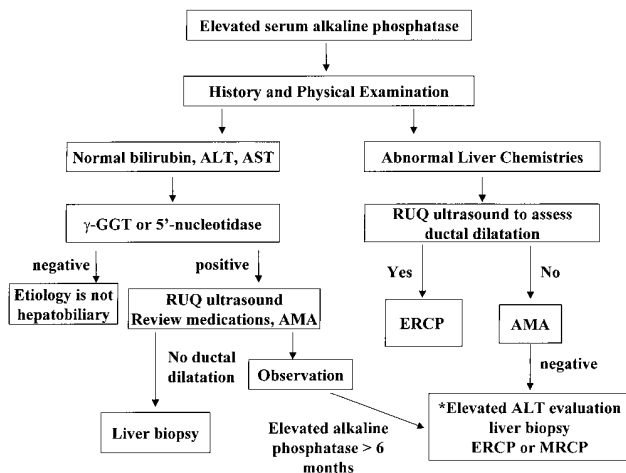 Elevated serum alkaline phosphatase
History and Physical Examination
Normal bilirubin, ALT, AST
Abnormal Liver Chemistries
γ-GGT or 5'-nucleotidase
RUQ ultrasound to assess
ductal dilatation
negative
positive
Yes
No
Etiology is not
hepatobiliary
RUQ ultrasound
Review medications, AMA
ERCP
AMA
No ductal
dilatation
Observation
negative
Liver biopsy
Elevated alkaline
phosphatase > 6
months
*Elevated ALT evaluation
liver biopsy
ERCP or MRCP